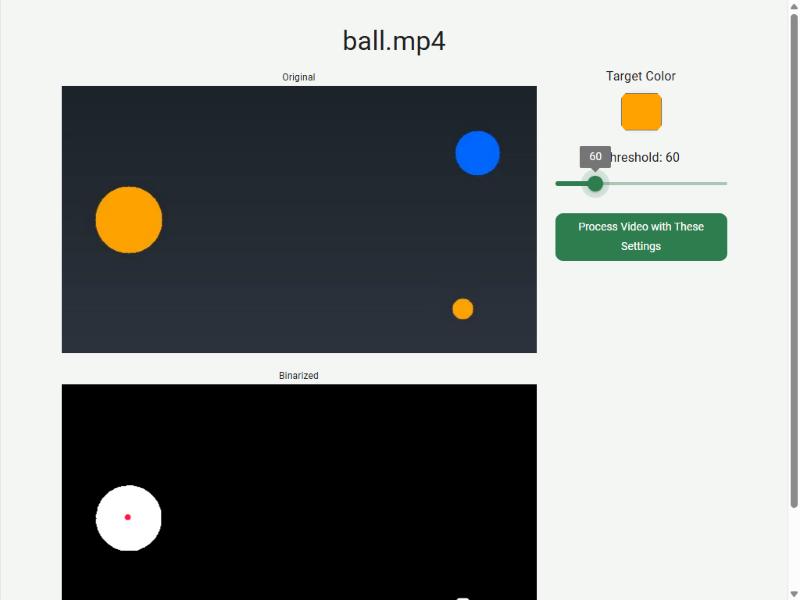 ball.mp4
Original
Target Color
60
hreshold: 60
Process Video with These
Settings
Binarized